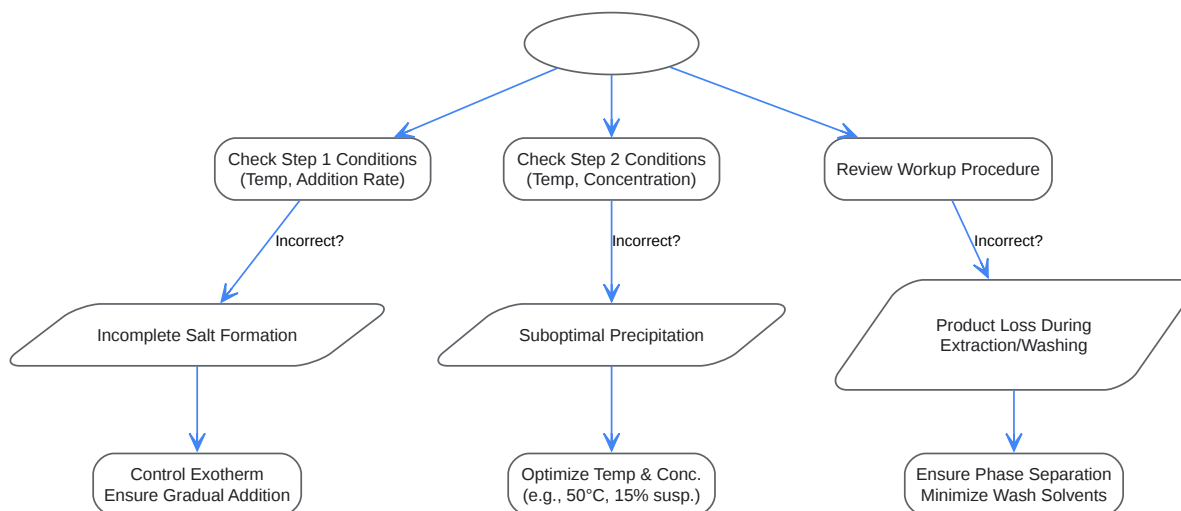 Check Step 1 Conditions
(Temp, Addition Rate)
Check Step 2 Conditions
(Temp, Concentration)
Review Workup Procedure
Incorrect?
Incorrect?
Incorrect?
Incomplete Salt Formation
Suboptimal Precipitation
Product Loss During
Extraction/Washing
Control Exotherm
Ensure Gradual Addition
Optimize Temp & Conc.
(e.g., 50°C, 15% susp.)
Ensure Phase Separation
Minimize Wash Solvents